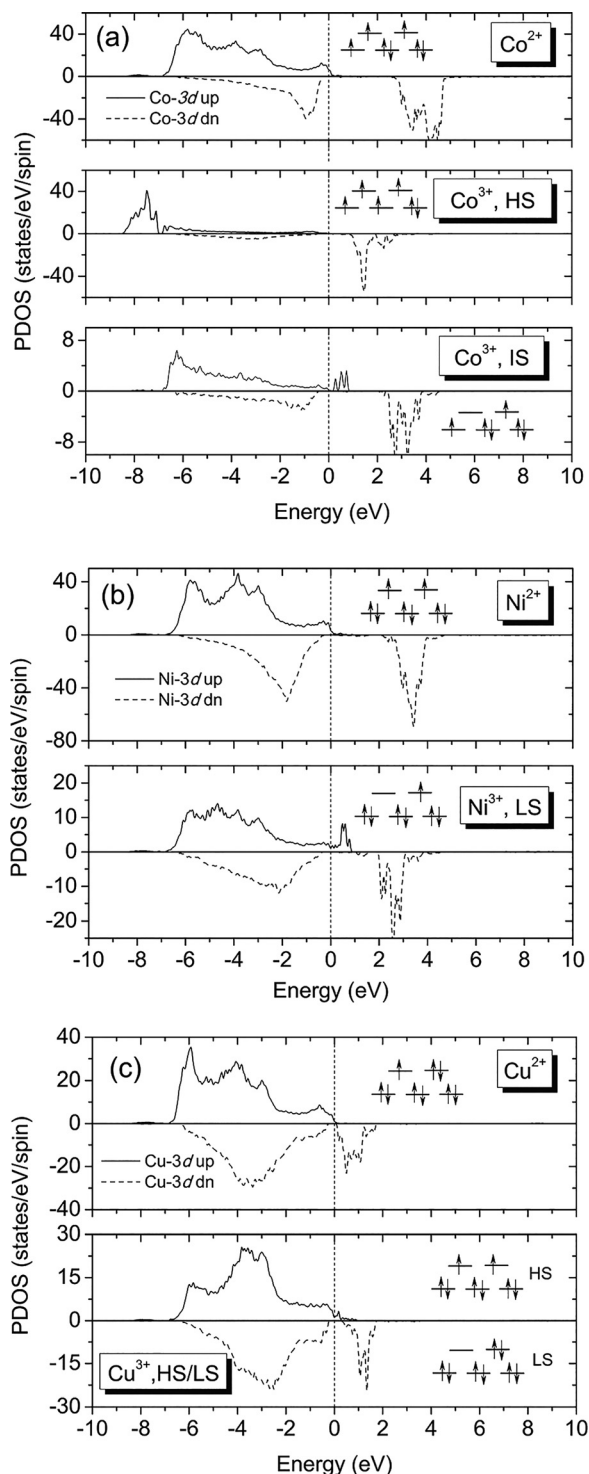 (a)
Co2+
40
0
-40
Co-3d up
Co-3d dn
Co3+, HS
40
0
-40
Co3+, IS
8
0
-8
-10 -8 -6 -4 -2 0 2 4 6 8 10
Energy (eV)
PDOS (states/eV/spin)
(b)
Ni2+
40
0
-40
-80
Ni-3d up
Ni-3d dn
Ni3+, LS
20
10
0
-10
-20
-10 -8 -6 -4 -2 0 2 4 6 8 10
Energy (eV)
PDOS (states/eV/spin)
(c)
Cu2+
40
20
0
-20
-40
Cu-3d up
Cu-3d dn
30
15
0
-15
-30
HS
LS
Cu3+,HS/LS
-10 -8 -6 -4 -2 0 2 4 6 8 10
Energy (eV)
PDOS (states/eV/spin)